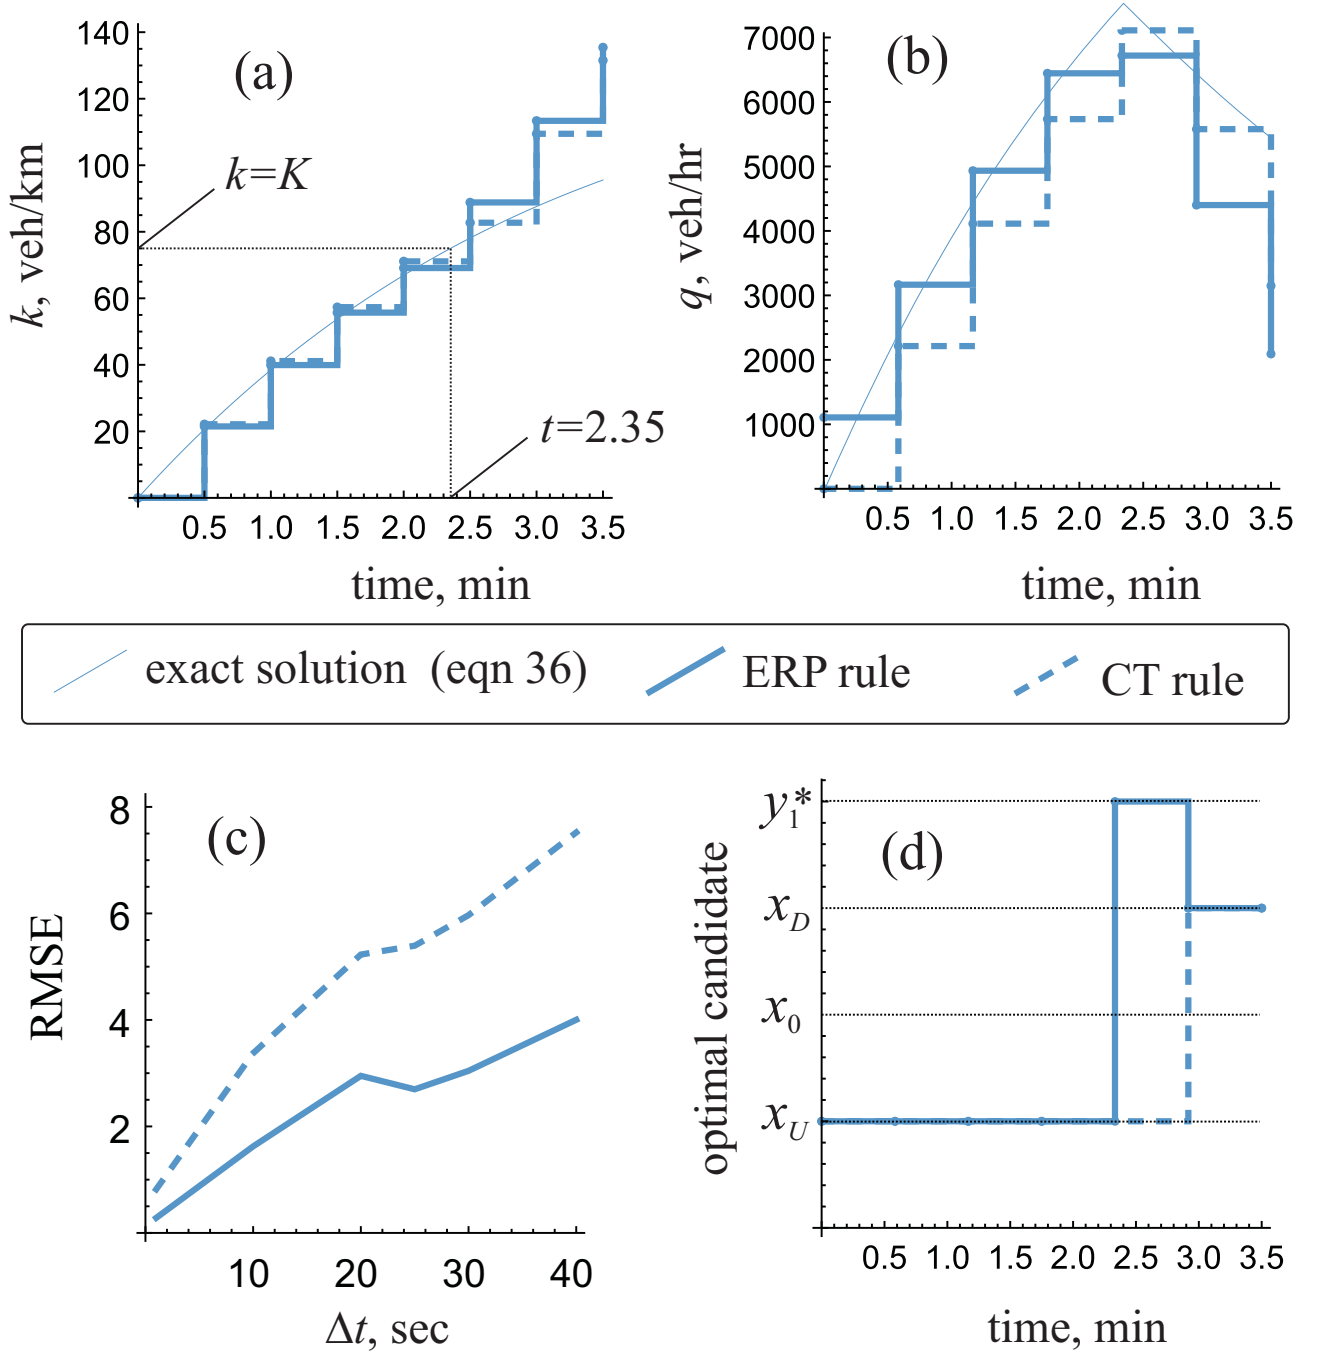 (a)
k, veh/km
140
120
100
80
60
40
20
k=K
t=2.35
0.5 1.0 1.5 2.0 2.5 3.0 3.5
time, min
(b)
q, veh/hr
7000
6000
5000
4000
3000
2000
1000
0.5 1.0 1.5 2.0 2.5 3.0 3.5
time, min
exact solution (eqn 36) ERP rule CT rule
(c)
RMSE
8
6
4
2
10 20 30 40
Δt, sec
(d)
optimal candidate
y₁*
x_D
x₀
x_U
0.5 1.0 1.5 2.0 2.5 3.0 3.5
time, min